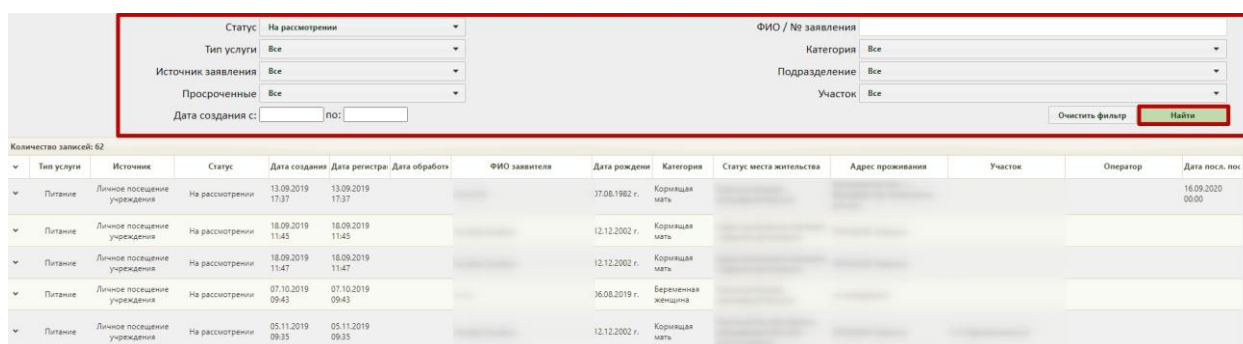 Статус На рассмотрении ФИО / № заявления
Тип услуги Все Категория Все
Источник заявления Все Подразделение Все
Просроченные Все Участок Все
Дата создания с: по: Очистить фильтр Найти
Количество записей: 62
Тип услуги Источник Статус Дата создания Дата регистра Дата обработк ФИО заявителя Дата рождени Категория Статус места жительства Адрес проживания Участок Оператор Дата посл. пос
Питание Личное посещение учреждения На рассмотрении 13.09.2019 17:37 13.09.2019 17:37 07.08.1982 г. Кормящая мать 16.09.2020 00:00
Питание Личное посещение учреждения На рассмотрении 18.09.2019 11:45 18.09.2019 11:45 12.12.2002 г. Кормящая мать
Питание Личное посещение учреждения На рассмотрении 18.09.2019 11:47 18.09.2019 11:47 12.12.2002 г. Кормящая мать
Питание Личное посещение учреждения На рассмотрении 07.10.2019 09:43 07.10.2019 09:43 06.08.2019 г. Беременная женщина
Питание Личное посещение учреждения На рассмотрении 05.11.2019 09:35 05.11.2019 09:35 12.12.2002 г. Кормящая мать